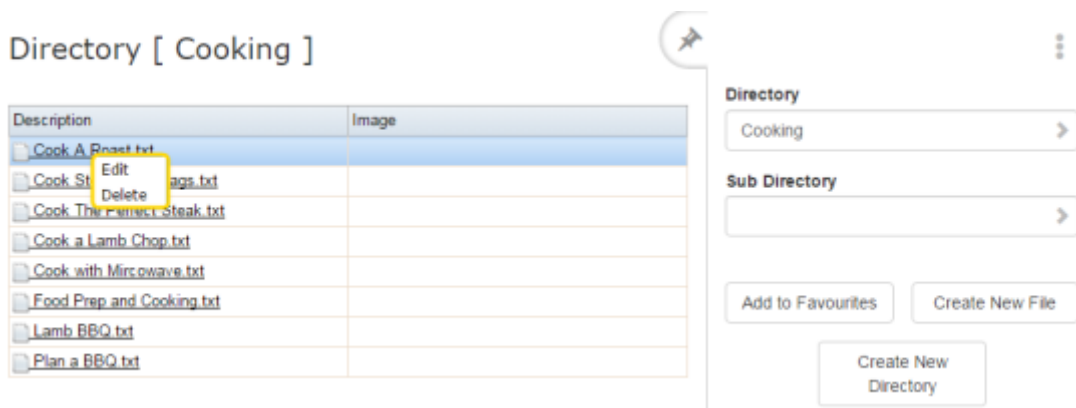 Directory [ Cooking ]
Description Image
Cook A Roast.txt
Edit
Delete
Cook St ags.txt
Cook The Perfect Steak.txt
Cook a Lamb Chop.txt
Cook with Mircowave.txt
Food Prep and Cooking.txt
Lamb BBQ.txt
Plan a BBQ.txt
Directory
Cooking
Sub Directory
Add to Favourites
Create New File
Create New
Directory